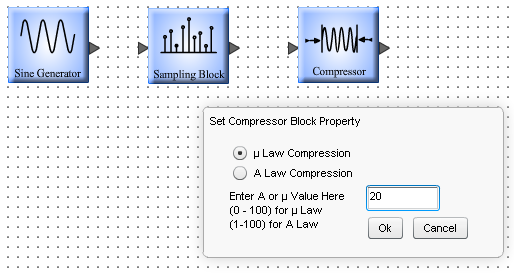 Sine Generator
Sampling Block
Compressor
Set Compressor Block Property
μ Law Compression
A Law Compression
Enter A or μ Value Here
(0 - 100) for μ Law
(1-100) for A Law
20
Ok
Cancel